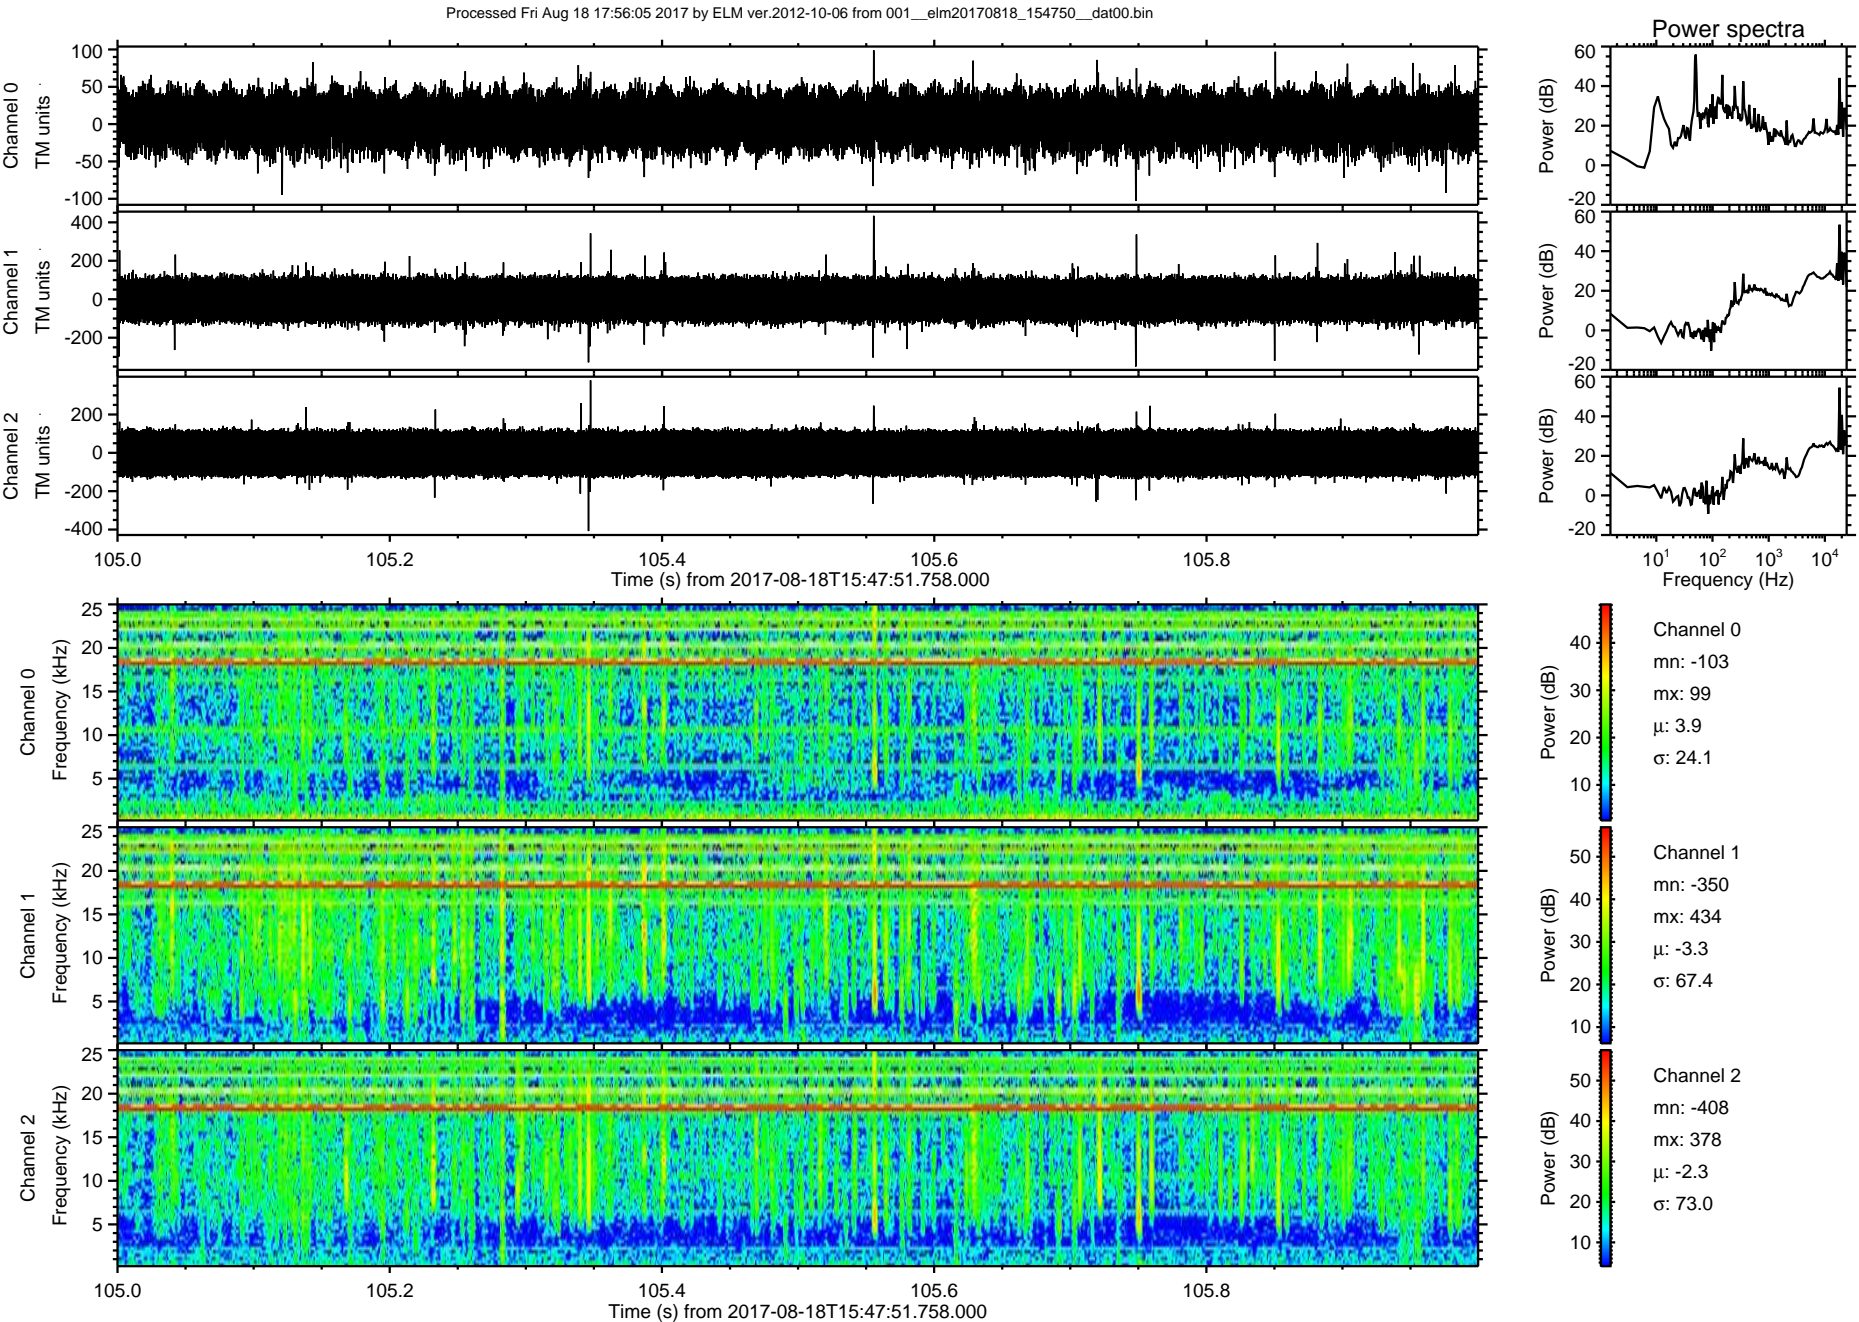 Processed Fri Aug 18 17:56:05 2017 by ELM ver.2012-10-06 from 001__elm20170818_154750__dat00.bin
Power spectra
Channel 0
TM units
100
50
0
-50
-100
Power (dB)
60
40
20
0
-20
Channel 1
TM units
400
200
0
-200
Power (dB)
60
40
20
0
-20
Channel 2
TM units
200
0
-200
-400
Power (dB)
60
40
20
0
-20
105.0 105.2 105.4 105.6 105.8
Time (s) from 2017-08-18T15:47:51.758.000
10¹ 10² 10³ 10⁴
Frequency (Hz)
Channel 0
Frequency (kHz)
25
20
15
10
5
Power (dB)
40
30
20
10
Channel 0
mn: -103
mx: 99
μ: 3.9
σ: 24.1
Channel 1
Frequency (kHz)
25
20
15
10
5
Power (dB)
50
40
30
20
10
Channel 1
mn: -350
mx: 434
μ: -3.3
σ: 67.4
Channel 2
Frequency (kHz)
25
20
15
10
5
Power (dB)
50
40
30
20
10
Channel 2
mn: -408
mx: 378
μ: -2.3
σ: 73.0
105.0 105.2 105.4 105.6 105.8
Time (s) from 2017-08-18T15:47:51.758.000